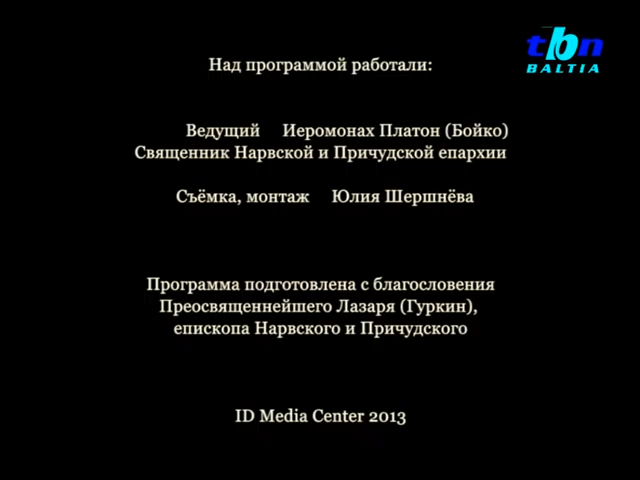 tbn
BALTIA
Над программой работали:
Ведущий Иеромонах Платон (Бойко)
Священник Нарвской и Причудской епархии
Съёмка, монтаж Юлия Шершнёва
Программа подготовлена с благословения
Преосвященнейшего Лазаря (Гуркин),
епископа Нарвского и Причудского
ID Media Center 2013